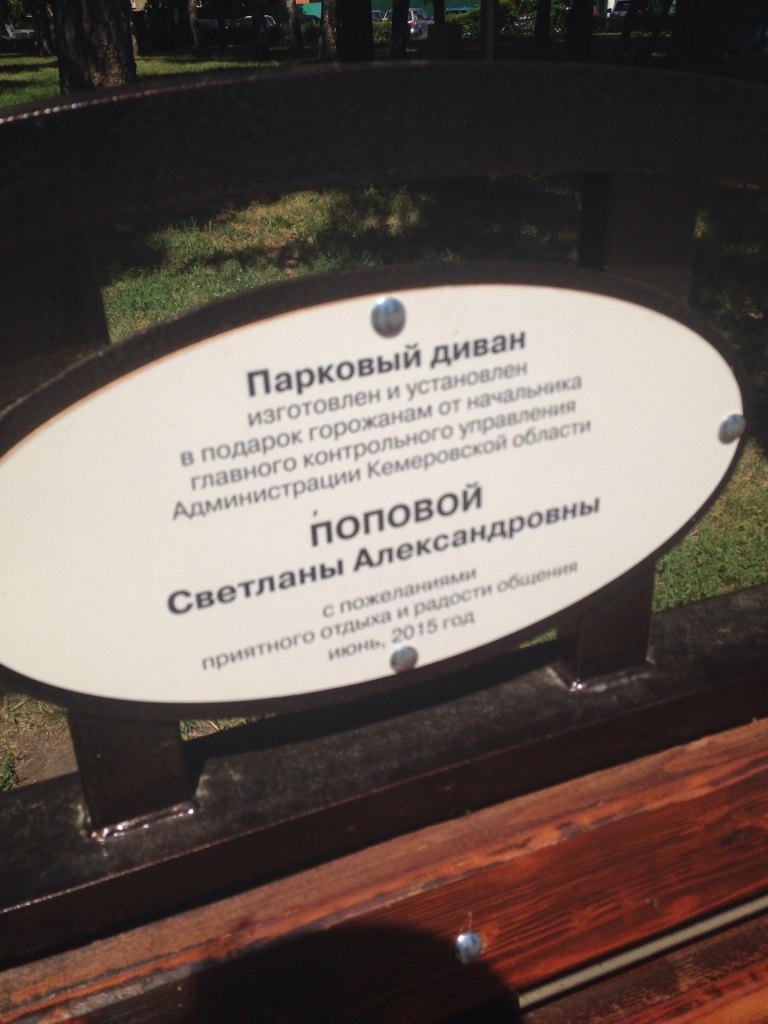 Парковый диван
изготовлен и установлен
в подарок горожанам от начальника
главного контрольного управления
Администрации Кемеровской области
ПОПОВОЙ
Светланы Александровны
с пожеланиями
приятного отдыха и радости общения
июнь, 2015 год